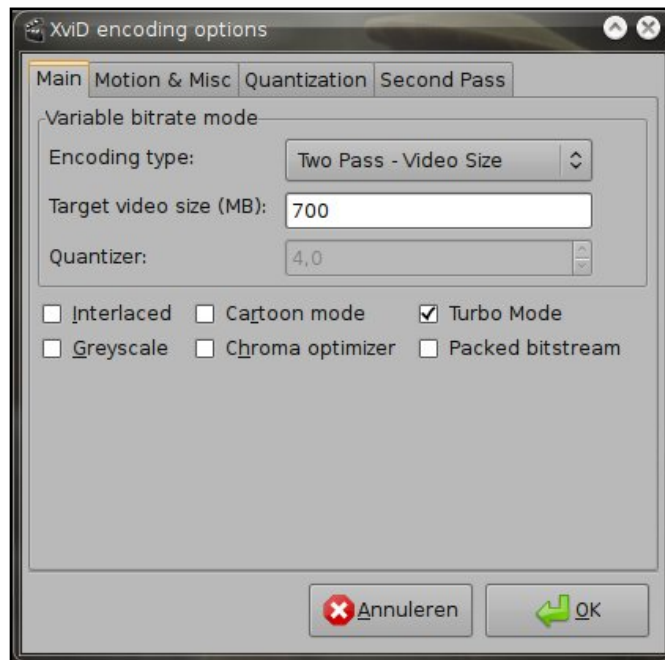 XviD encoding options
Main Motion & Misc Quantization Second Pass
Variable bitrate mode
Encoding type: Two Pass - Video Size
Target video size (MB): 700
Quantizer: 4,0
Interlaced Cartoon mode Turbo Mode
Greyscale Chroma optimizer Packed bitstream
Annuleren OK